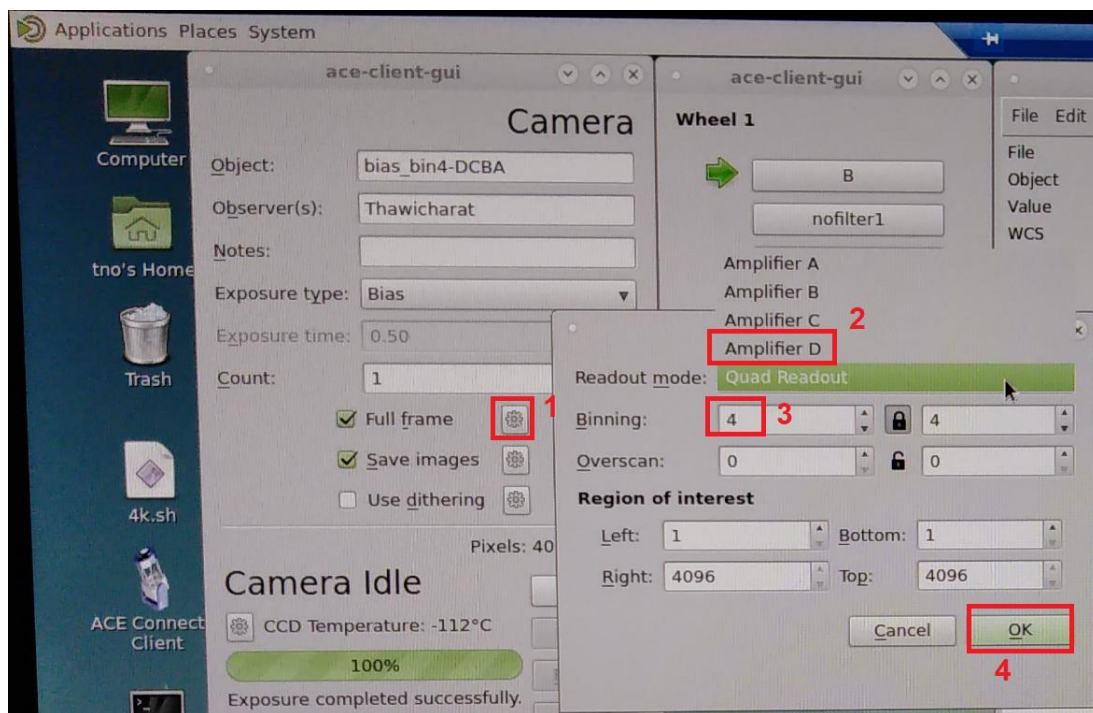 Applications Places System
Computer
tno's Home
Trash
4k.sh
ACE Connect
Client
ace-client-gui
Camera
Object: bias_bin4-DCBA
Observer(s): Thawicharat
Notes:
Exposure type: Bias
Exposure time: 0.50
Count: 1
Full frame 1
Save images
Use dithering
Pixels: 40
Camera Idle
CCD Temperature: -112°C
100%
Exposure completed successfully.
ace-client-gui
Wheel 1
B
nofilter1
File Edit
File
Object
Value
WCS
Amplifier A
Amplifier B
Amplifier C 2
Amplifier D
Readout mode: Quad Readout
Binning: 4 3 4
Overscan: 0 0
Region of interest
Left: 1 Bottom: 1
Right: 4096 Top: 4096
Cancel OK
4